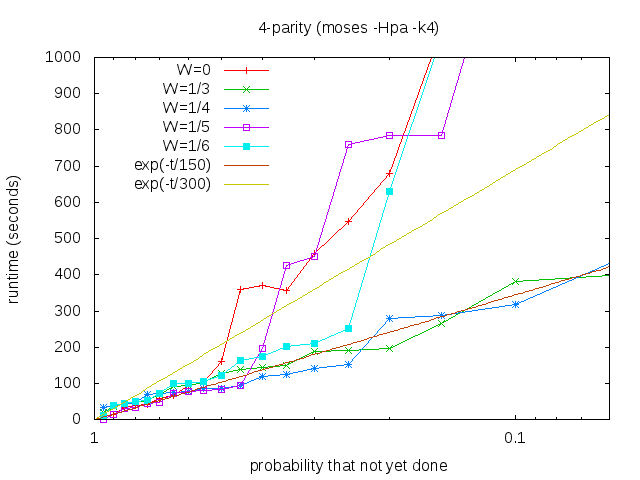 4-parity (moses -Hpa -k4)
1000
900
800
700
600
500
400
300
200
100
0
runtime (seconds)
W=0
W=1/3
W=1/4
W=1/5
W=1/6
exp(-t/150)
exp(-t/300)
1
0.1
probability that not yet done